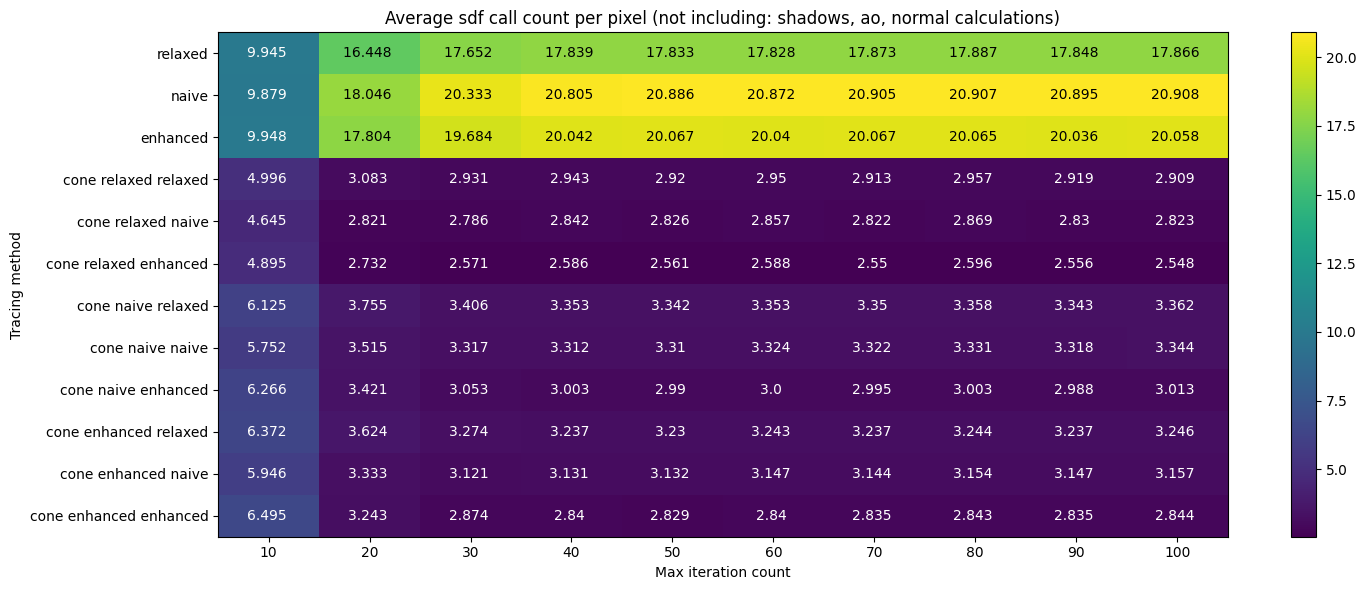 Average sdf call count per pixel (not including: shadows, ao, normal calculations)
relaxed 9.945 16.448 17.652 17.839 17.833 17.828 17.873 17.887 17.848 17.866
naive 9.879 18.046 20.333 20.805 20.886 20.872 20.905 20.907 20.895 20.908
enhanced 9.948 17.804 19.684 20.042 20.067 20.04 20.067 20.065 20.036 20.058
cone relaxed relaxed 4.996 3.083 2.931 2.943 2.92 2.95 2.913 2.957 2.919 2.909
cone relaxed naive 4.645 2.821 2.786 2.842 2.826 2.857 2.822 2.869 2.83 2.823
cone relaxed enhanced 4.895 2.732 2.571 2.586 2.561 2.588 2.55 2.596 2.556 2.548
cone naive relaxed 6.125 3.755 3.406 3.353 3.342 3.353 3.35 3.358 3.343 3.362
cone naive naive 5.752 3.515 3.317 3.312 3.31 3.324 3.322 3.331 3.318 3.344
cone naive enhanced 6.266 3.421 3.053 3.003 2.99 3.0 2.995 3.003 2.988 3.013
cone enhanced relaxed 6.372 3.624 3.274 3.237 3.23 3.243 3.237 3.244 3.237 3.246
cone enhanced naive 5.946 3.333 3.121 3.131 3.132 3.147 3.144 3.154 3.147 3.157
cone enhanced enhanced 6.495 3.243 2.874 2.84 2.829 2.84 2.835 2.843 2.835 2.844
10 20 30 40 50 60 70 80 90 100
Max iteration count
Tracing method
20.0
17.5
15.0
12.5
10.0
7.5
5.0